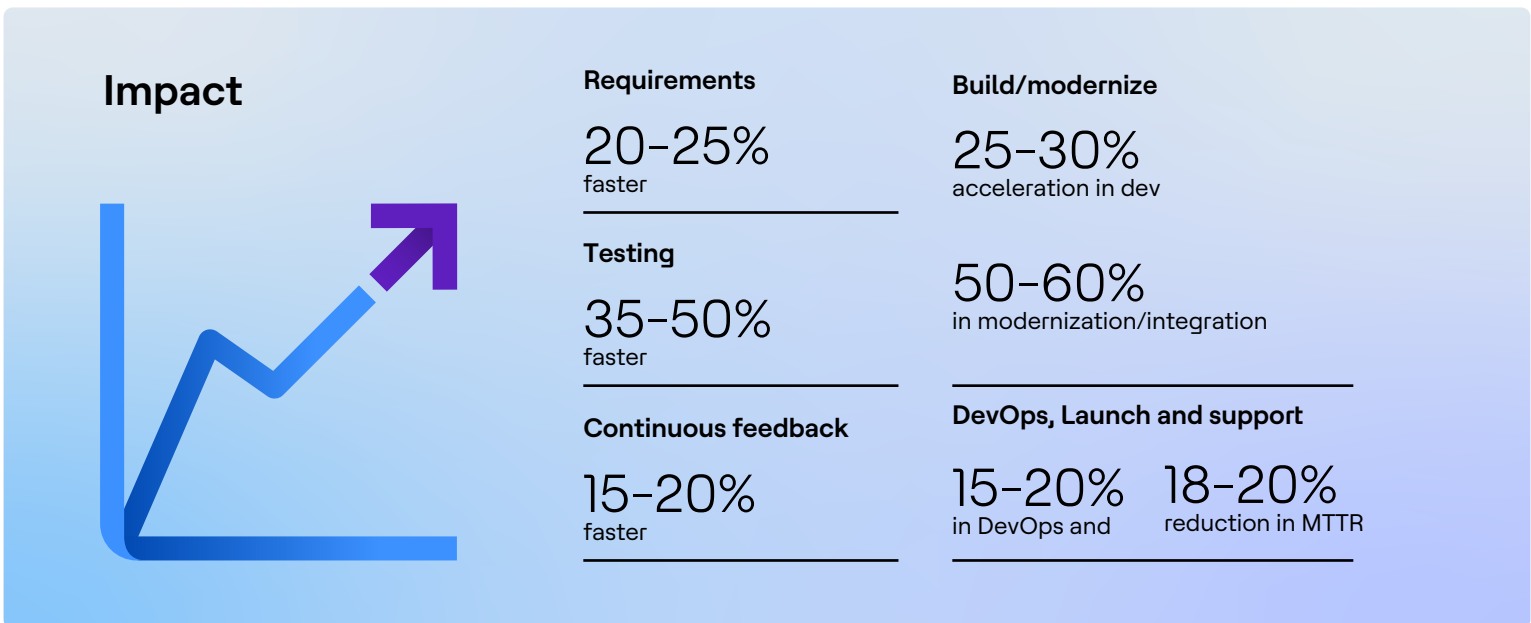 Impact
Requirements
20–25%
faster
Testing
35–50%
faster
Continuous feedback
15–20%
faster
Build/modernize
25–30%
acceleration in dev
50–60%
in modernization/integration
DevOps, Launch and support
15–20%
in DevOps and
18–20%
reduction in MTTR